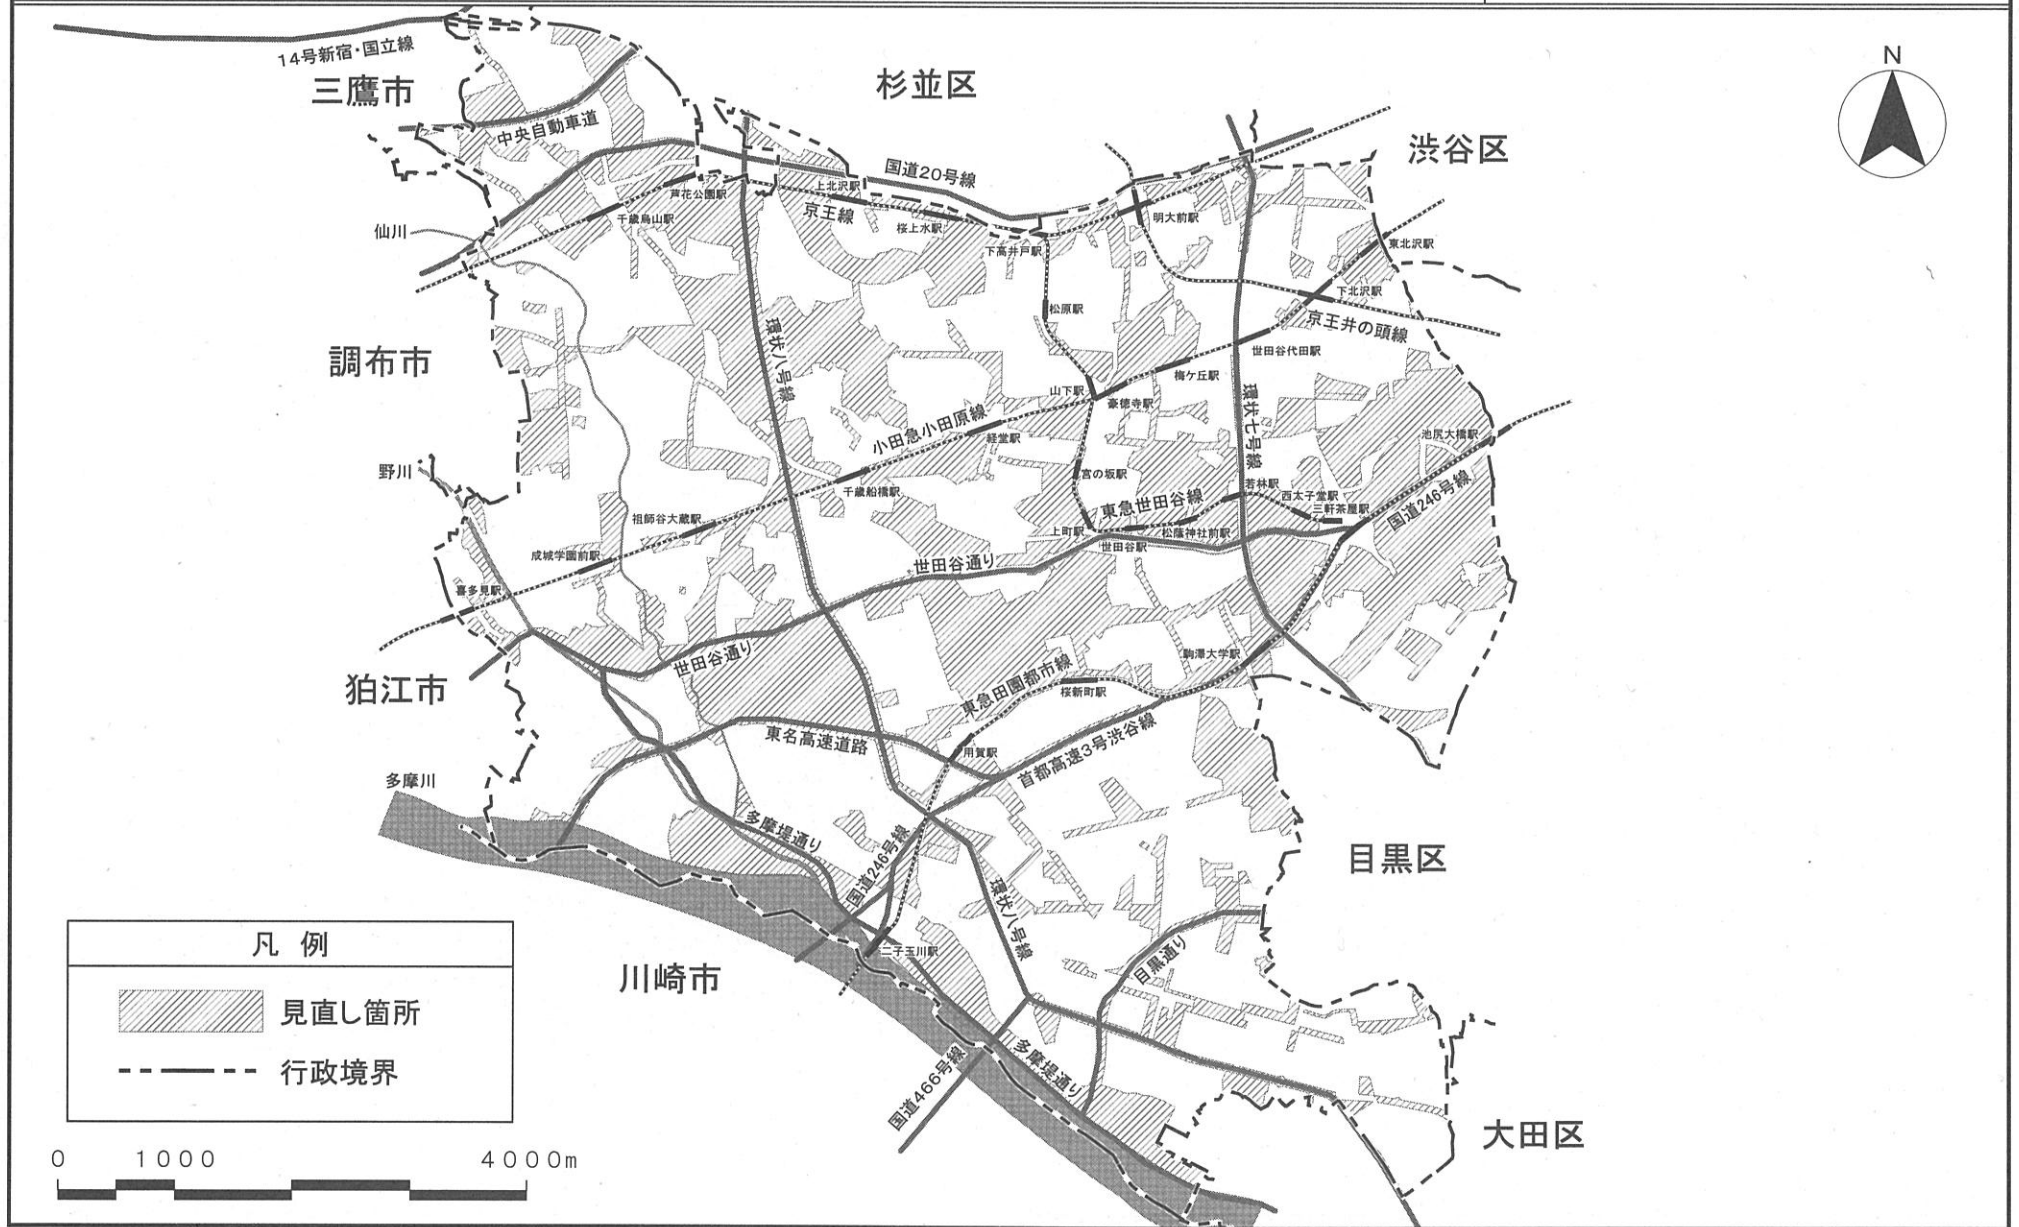 14号新宿・国立線
三鷹市
杉並区
N
渋谷区
中央自動車道
国道20号線
上北沢駅
芦花公園駅
京王線
千歳烏山駅
桜上水駅
明大前駅
仙川
下高井戸駅
東北沢駅
下北沢駅
松原駅
京王井の頭線
環状八号線
調布市
世田谷代田駅
梅ケ丘駅
山下駅
豪徳寺駅
環状七号線
小田急小田原線
経堂駅
池尻大橋駅
野川
宮の坂駅
千歳船橋駅
若林駅
西太子堂駅
東急世田谷線
三軒茶屋駅
国道246号線
祖師谷大蔵駅
上町駅
松蔭神社前駅
世田谷駅
成城学園前駅
世田谷通り
喜多見駅
世田谷通り
駒澤大学駅
狛江市
東急田園都市線
桜新町駅
東名高速道路
用賀駅
首都高速3号渋谷線
多摩川
多摩堤通り
国道246号線
目黒区
環状八号線
凡 例
二子玉川駅
目黒通り
川崎市
見直し箇所
行政境界
国道466号線
多摩堤通り
大田区
0 1000 4000m